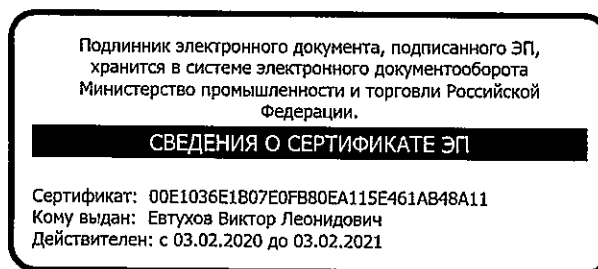 Подлинник электронного документа, подписанного ЭП,
хранится в системе электронного документооборота
Министерство промышленности и торговли Российской
Федерации.
СВЕДЕНИЯ О СЕРТИФИКАТЕ ЭП
Сертификат: 00E1036E1B07E0FB80EA115E461AB48A11
Кому выдан: Евтухов Виктор Леонидович
Действителен: с 03.02.2020 до 03.02.2021